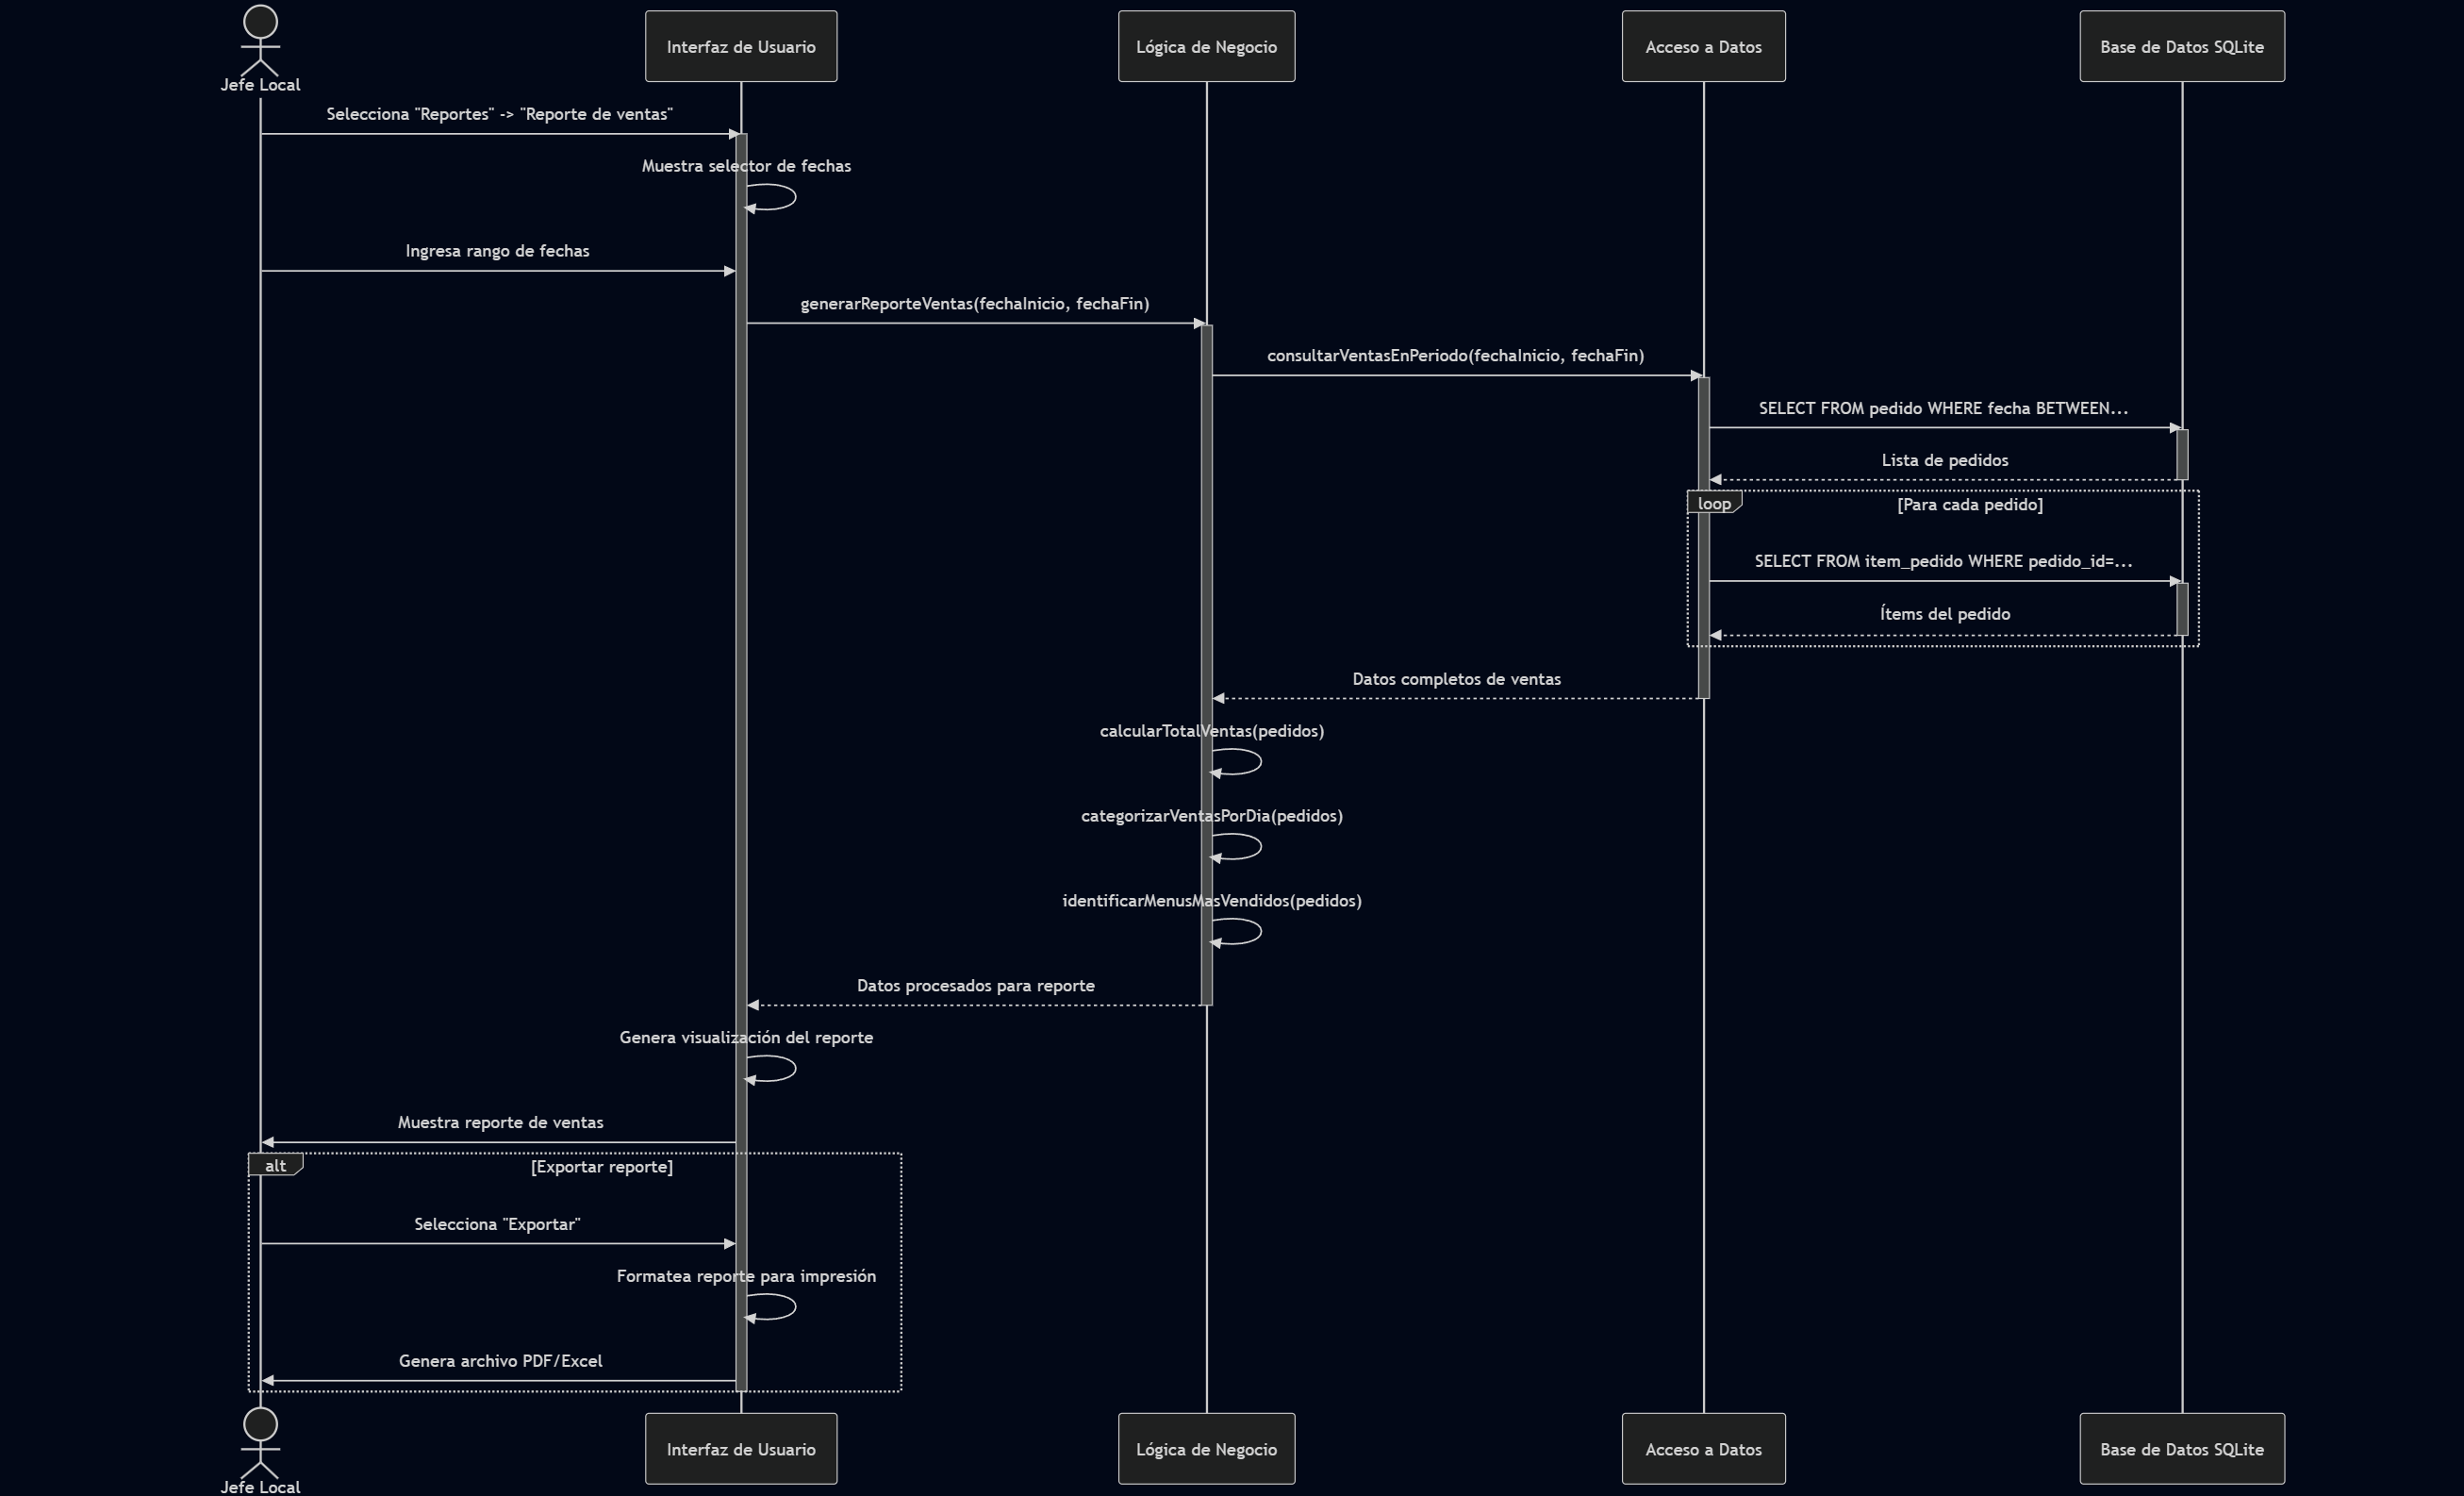 Jefe Local
Interfaz de Usuario
Lógica de Negocio
Acceso a Datos
Base de Datos SQLite
Selecciona "Reportes" -> "Reporte de ventas"
Muestra selector de fechas
Ingresa rango de fechas
generarReporteVentas(fechaInicio, fechaFin)
consultarVentasEnPeriodo(fechaInicio, fechaFin)
SELECT FROM pedido WHERE fecha BETWEEN...
Lista de pedidos
loop
[Para cada pedido]
SELECT FROM item_pedido WHERE pedido_id=...
Ítems del pedido
Datos completos de ventas
calcularTotalVentas(pedidos)
categorizarVentasPorDia(pedidos)
identificarMenusMasVendidos(pedidos)
Datos procesados para reporte
Genera visualización del reporte
Muestra reporte de ventas
alt
[Exportar reporte]
Selecciona "Exportar"
Formatea reporte para impresión
Genera archivo PDF/Excel
Jefe Local
Interfaz de Usuario
Lógica de Negocio
Acceso a Datos
Base de Datos SQLite